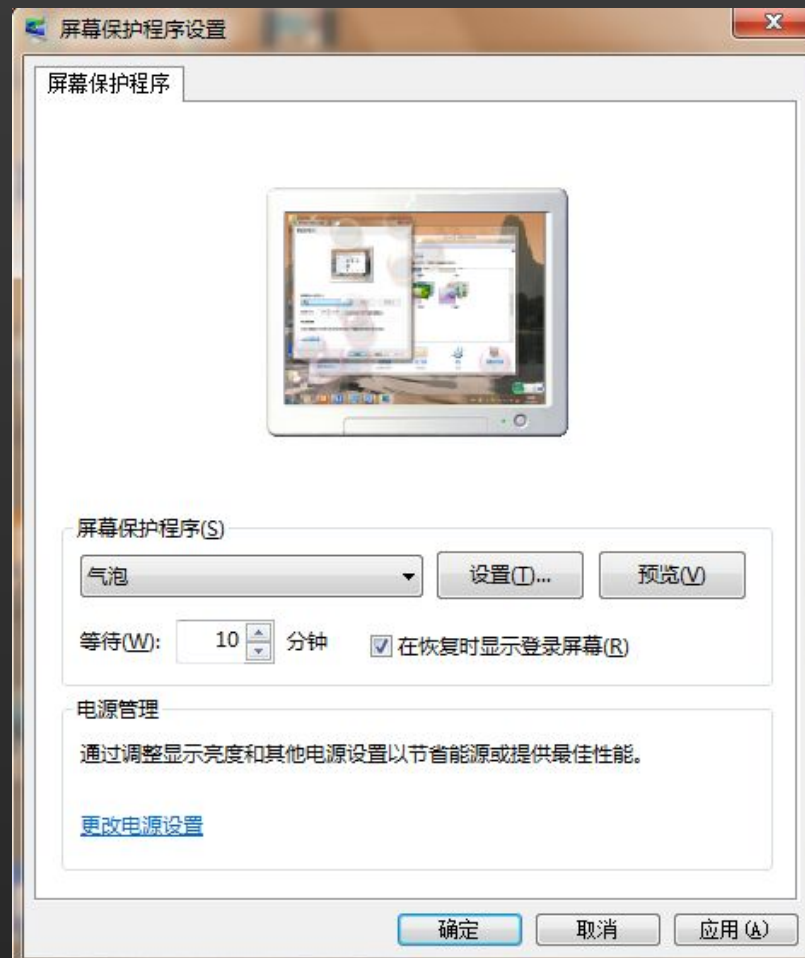 屏幕保护程序设置
屏幕保护程序
屏幕保护程序(S)
气泡
设置(T)...
预览(V)
等待(W):
10
分钟
在恢复时显示登录屏幕(R)
电源管理
通过调整显示亮度和其他电源设置以节省能源或提供最佳性能。
更改电源设置
确定
取消
应用(A)